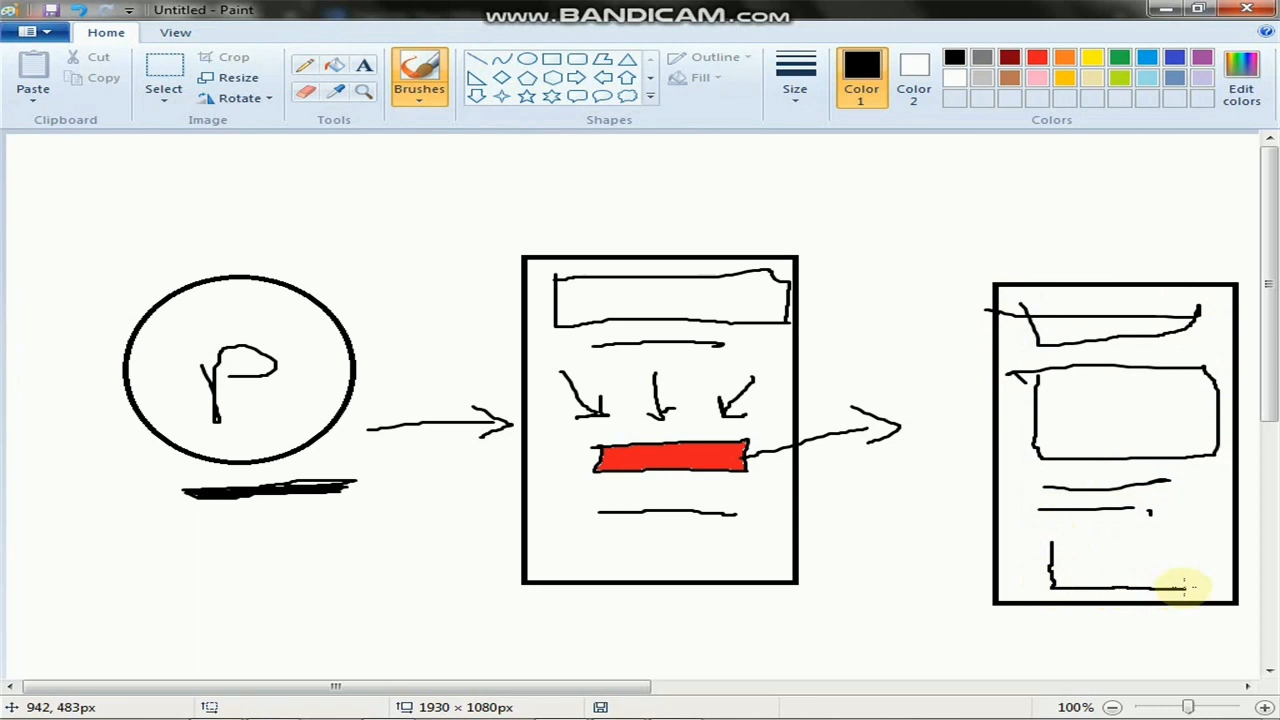 Untitled - Paint
www.BANDICAM.com
Home
View
Paste
Cut
Copy
Clipboard
Select
Crop
Resize
Rotate
Image
A
Tools
Brushes
Outline
Fill
Shapes
Size
Color 1
Color 2
Edit colors
Colors
P
942, 483px
1930 × 1080px
100%